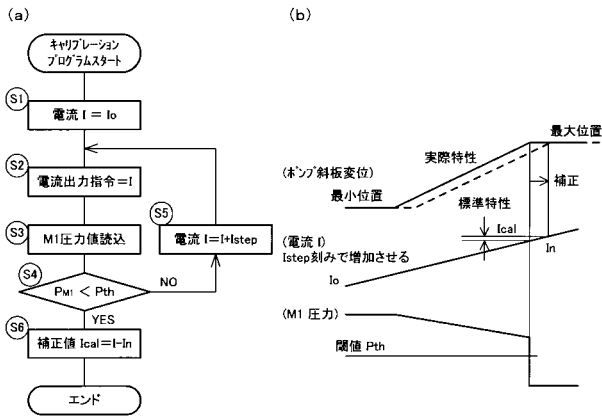 (a)
キャリブレーション
プログラムスタート
S1
電流 I = Io
S2
電流出力指令=I
S3
M1圧力値読込
S4
PM1 < Pth
NO
S5
電流 I=I+Istep
YES
S6
補正値 Ical=I-In
エンド
(b)
最大位置
実際特性
(ポンプ斜板変位)
補正
最小位置
標準特性
Ical
(電流 I)
In
Istep刻みで増加させる
Io
(M1 圧力)
閾値 Pth